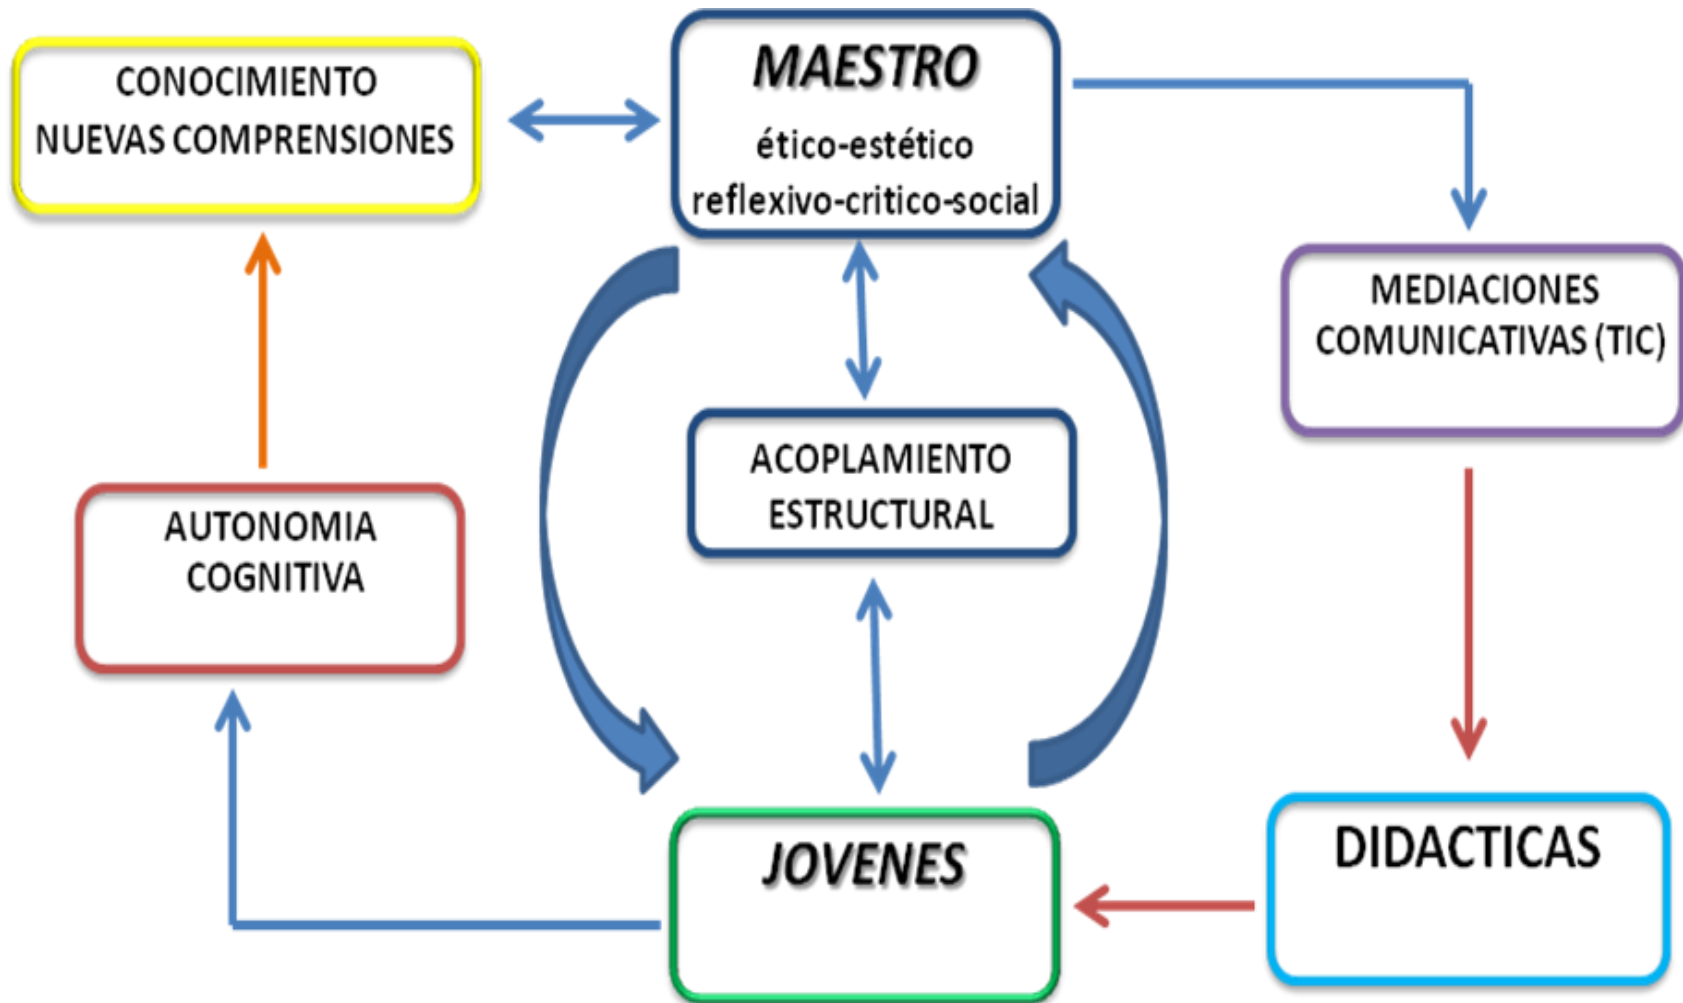 CONOCIMIENTO
NUEVAS COMPRENSIONES
MAESTRO
ético-estético
reflexivo-critico-social
MEDIACIONES
COMUNICATIVAS (TIC)
ACOPLAMIENTO
ESTRUCTURAL
AUTONOMIA
COGNITIVA
JOVENES
DIDACTICAS